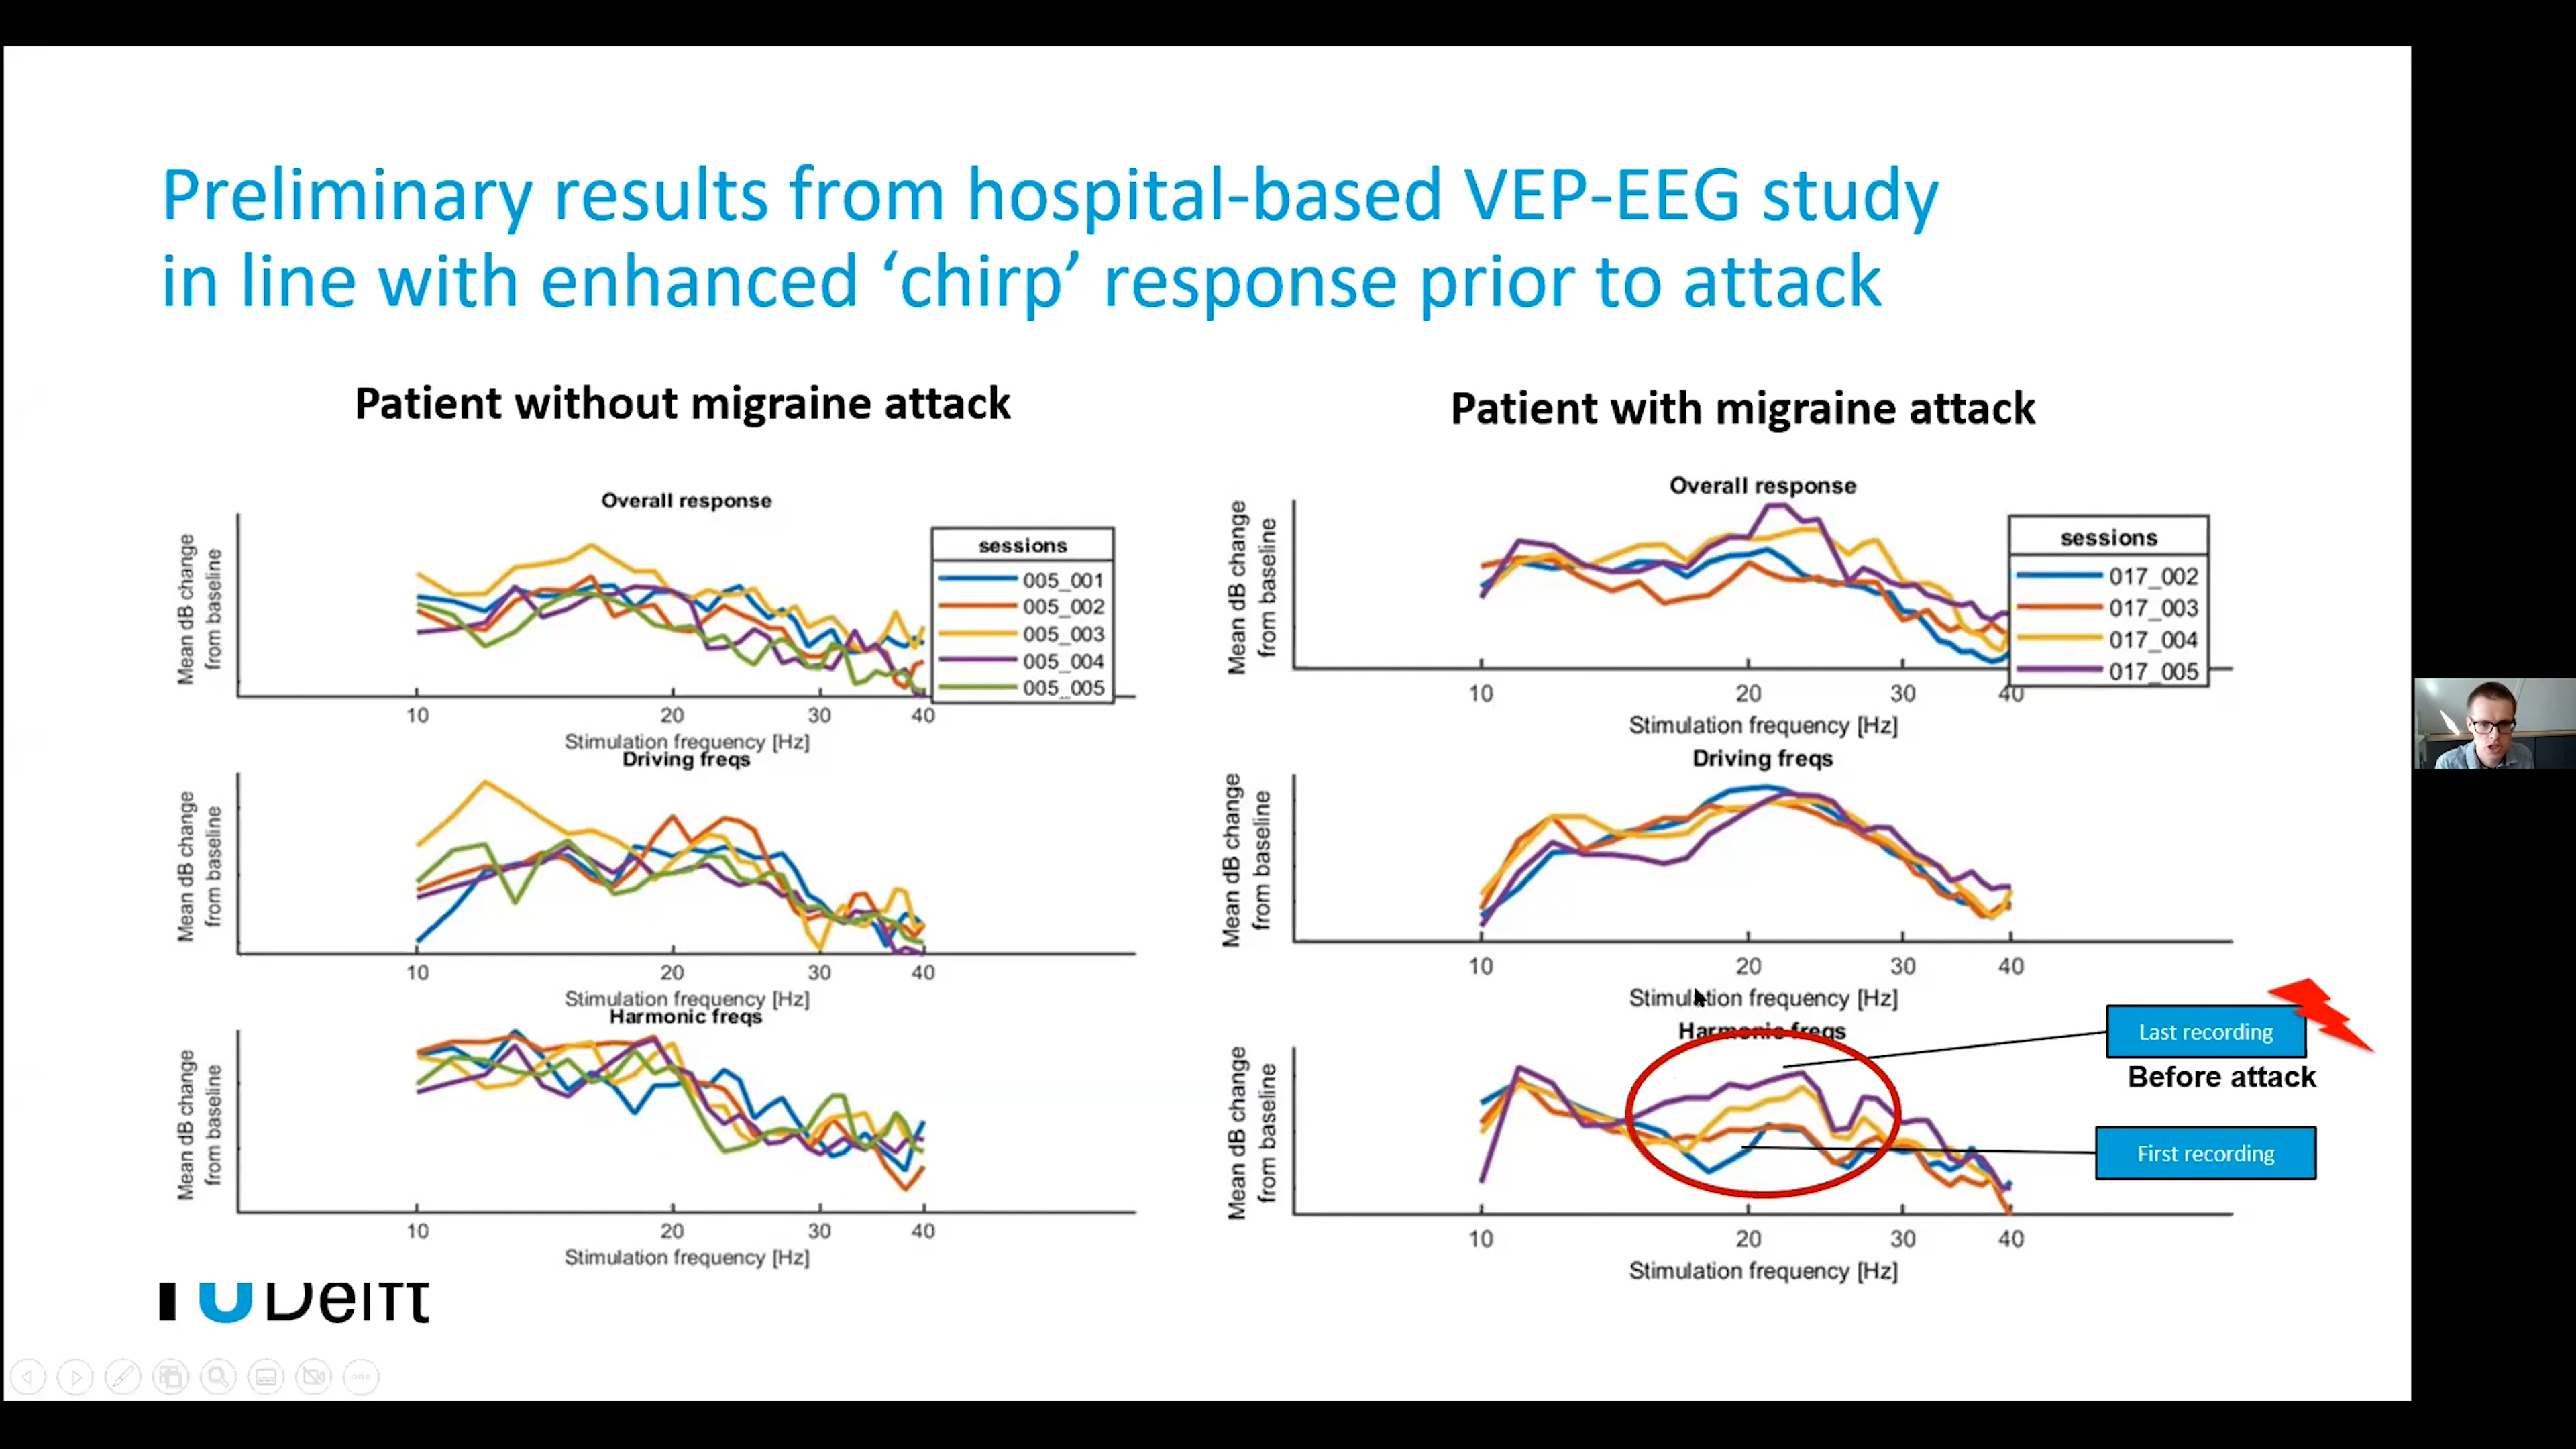 Preliminary results from hospital-based VEP-EEG study
in line with enhanced ‘chirp’ response prior to attack
Patient without migraine attack
Overall response
Mean dB change
from baseline
sessions
005_001
005_002
005_003
005_004
005_005
10 20 30 40
Stimulation frequency [Hz]
Driving freqs
Mean dB change
from baseline
10 20 30 40
Stimulation frequency [Hz]
Harmonic freqs
Mean dB change
from baseline
10 20 30 40
Stimulation frequency [Hz]
Patient with migraine attack
Overall response
Mean dB change
from baseline
sessions
017_002
017_003
017_004
017_005
10 20 30 40
Stimulation frequency [Hz]
Driving freqs
Mean dB change
from baseline
10 20 30 40
Stimulation frequency [Hz]
Harmonic freqs
Mean dB change
from baseline
Last recording
Before attack
First recording
10 20 30 40
Stimulation frequency [Hz]
TU Delft